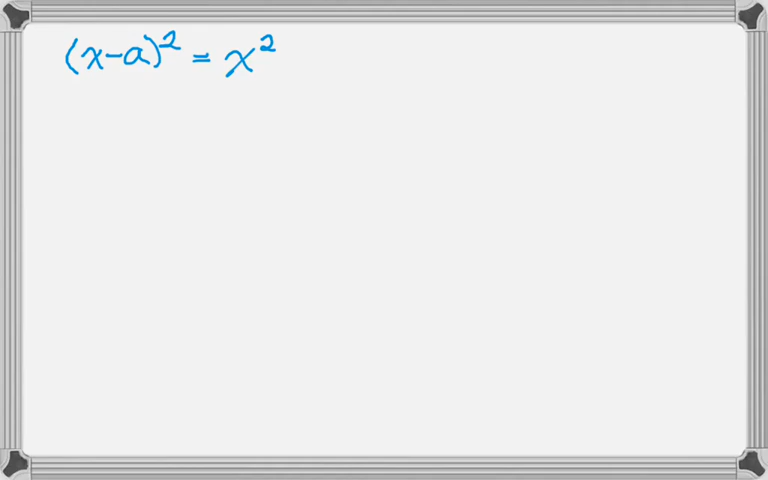 (x-a)² = x²